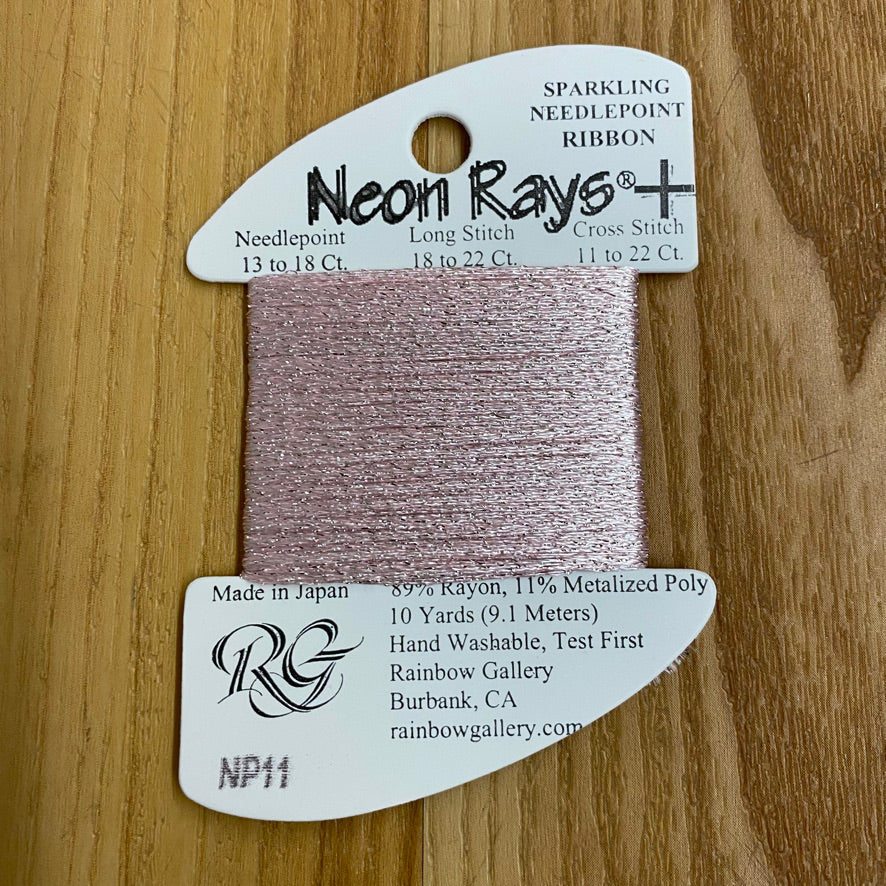 SPARKLING
NEEDLEPOINT
RIBBON
Neon Rays®+
Needlepoint Long Stitch Cross Stitch
13 to 18 Ct. 18 to 22 Ct. 11 to 22 Ct.
Made in Japan 89% Rayon, 11% Metalized Poly
10 Yards (9.1 Meters)
Hand Washable, Test First
RG
Rainbow Gallery
Burbank, CA
rainbowgallery.com
NP11